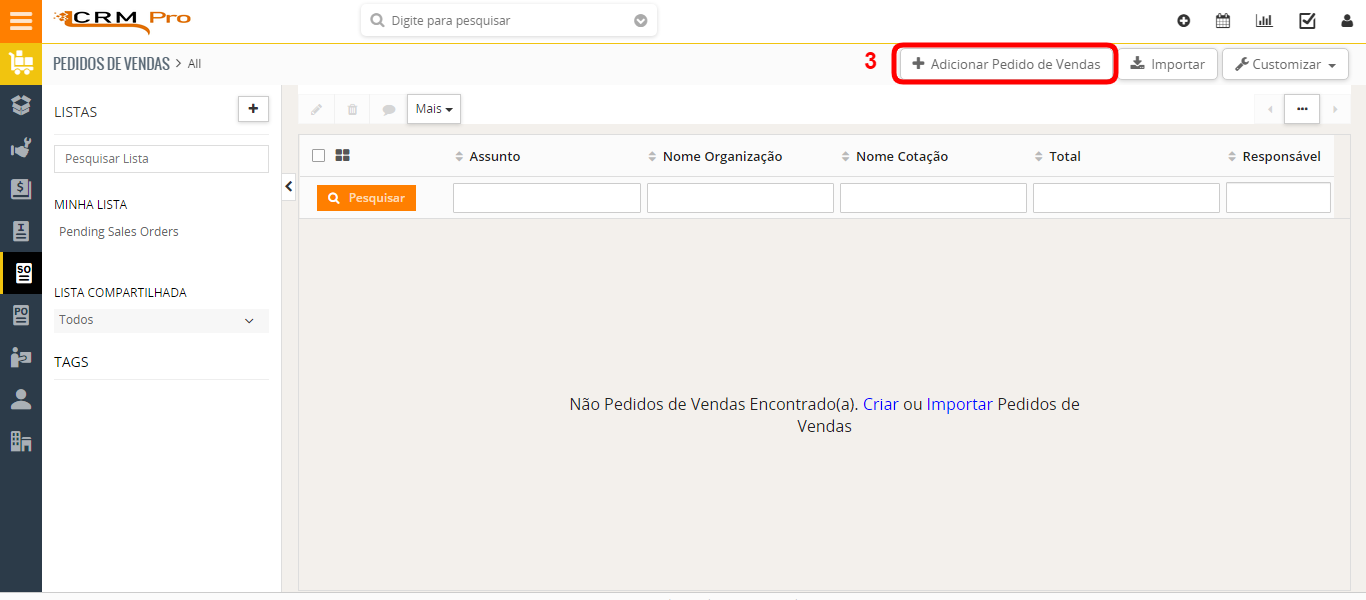 CRM Pro
Digite para pesquisar
PEDIDOS DE VENDAS > All
3
Adicionar Pedido de Vendas
Importar
Customizar
LISTAS
Pesquisar Lista
MINHA LISTA
Pending Sales Orders
LISTA COMPARTILHADA
Todos
TAGS
Mais
Assunto
Nome Organização
Nome Cotação
Total
Responsável
Pesquisar
Não Pedidos de Vendas Encontrado(a). Criar ou Importar Pedidos de
Vendas
$
I
SO
PO